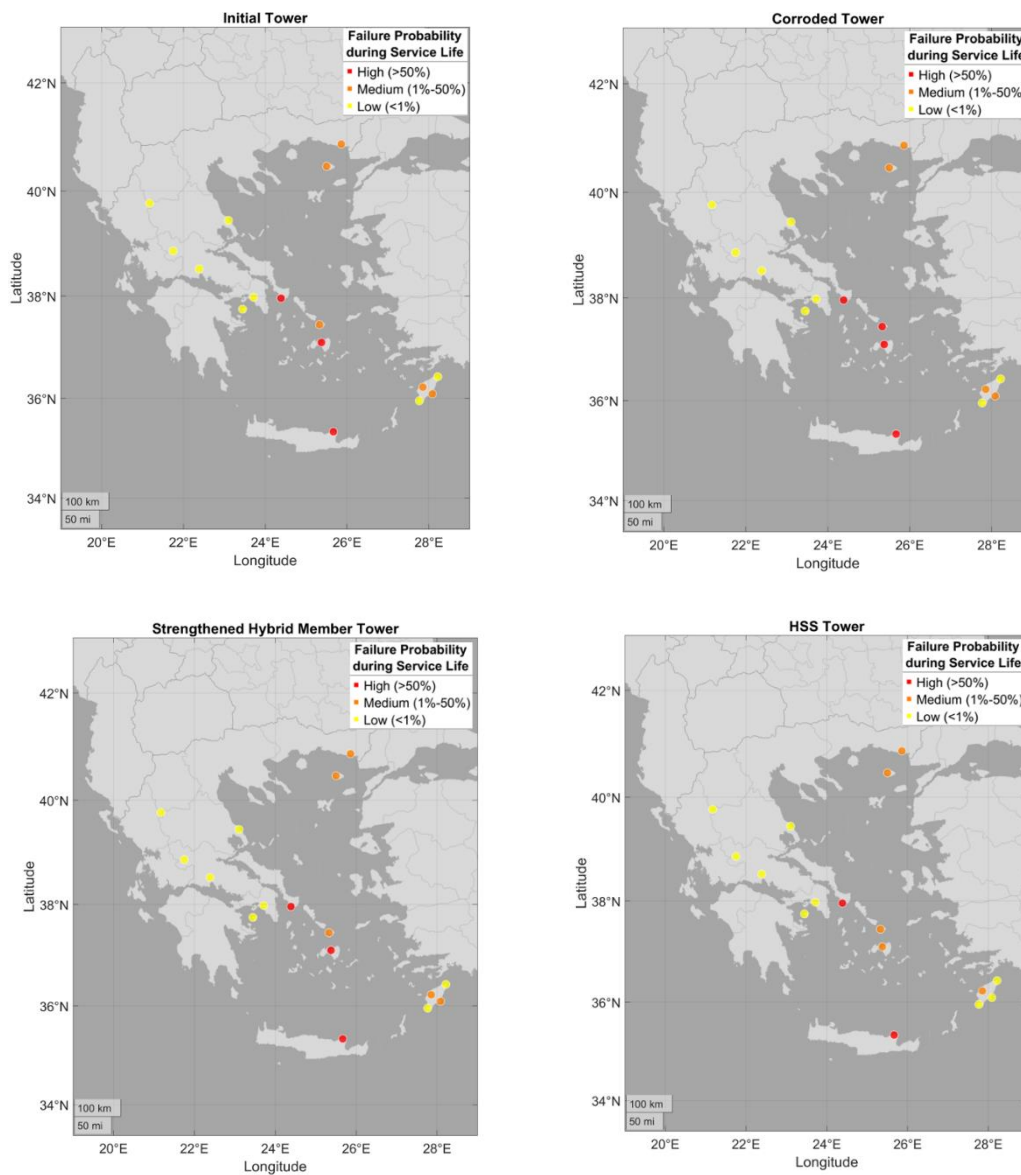 Initial Tower
Failure Probability
during Service Life
High (>50%)
Medium (1%-50%)
Low (<1%)
42°N
40°N
38°N
36°N
34°N
Latitude
100 km
50 mi
20°E 22°E 24°E 26°E 28°E
Longitude
Corroded Tower
Failure Probability
during Service Life
High (>50%)
Medium (1%-50%
Low (<1%)
42°N
40°N
38°N
36°N
34°N
Latitude
100 km
50 mi
20°E 22°E 24°E 26°E 28°E
Longitude
Strengthened Hybrid Member Tower
Failure Probability
during Service Life
High (>50%)
Medium (1%-50%)
Low (<1%)
42°N
40°N
38°N
36°N
34°N
Latitude
100 km
50 mi
20°E 22°E 24°E 26°E 28°E
Longitude
HSS Tower
Failure Probability
during Service Life
High (>50%)
Medium (1%-50%)
Low (<1%)
42°N
40°N
38°N
36°N
34°N
Latitude
100 km
50 mi
20°E 22°E 24°E 26°E 28°E
Longitude